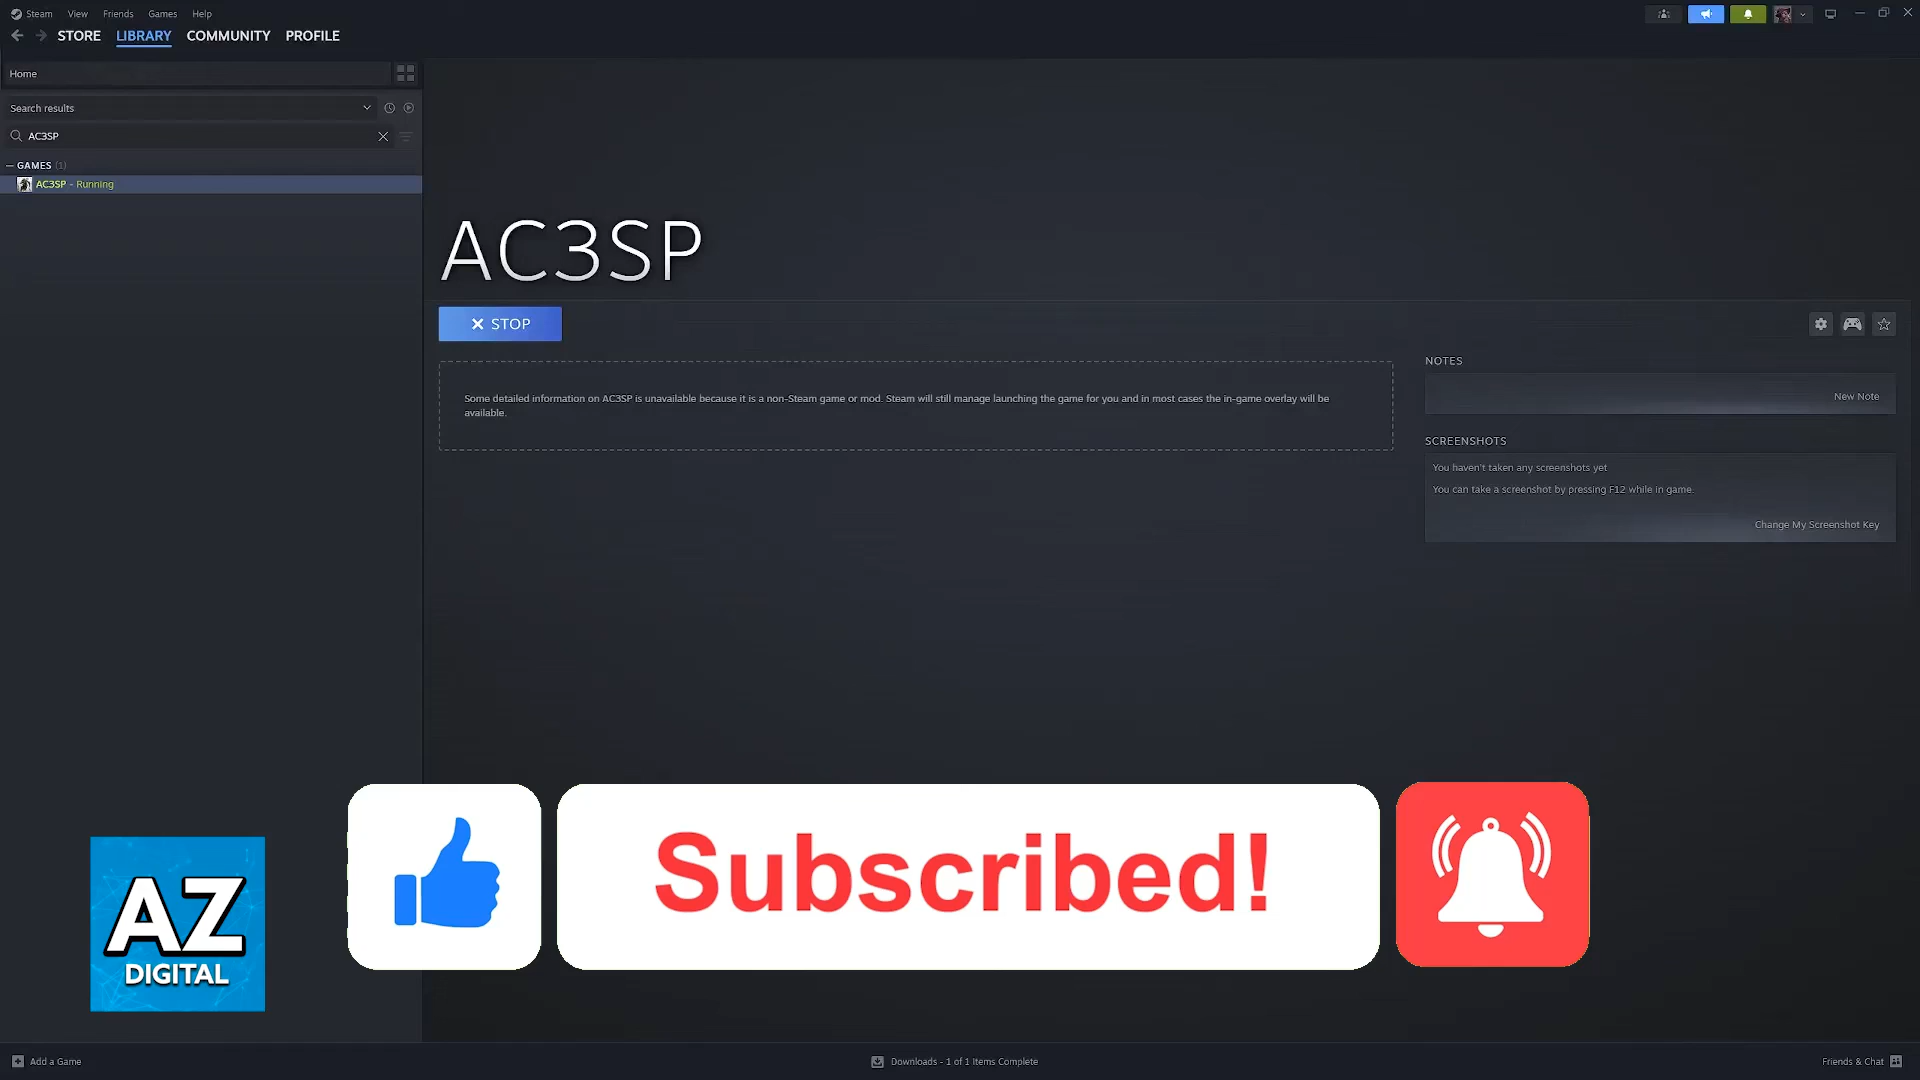 Steam View Friends Games Help
STORE LIBRARY COMMUNITY PROFILE
Home
Search results
AC3SP
GAMES (1)
AC3SP - Running
AC3SP
STOP
Some detailed information on AC3SP is unavailable because it is a non-Steam game or mod. Steam will still manage launching the game for you and in most cases the in-game overlay will be
available.
NOTES
New Note
SCREENSHOTS
You haven't taken any screenshots yet
You can take a screenshot by pressing F12 while in game.
Change My Screenshot Key
Subscribed!
AZ
DIGITAL
Add a Game
Downloads - 1 of 1 Items Complete
Friends & Chat